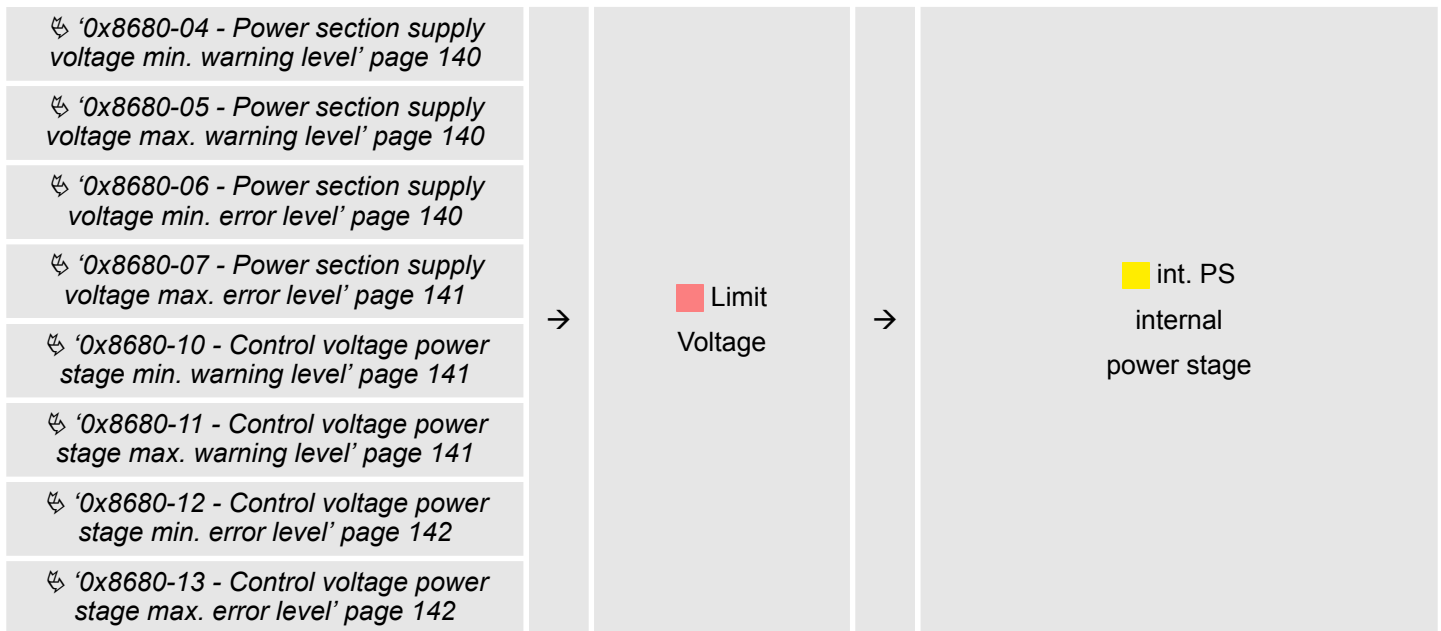 ↳ ‘0x8680-04 - Power section supply
voltage min. warning level’ page 140
↳ ‘0x8680-05 - Power section supply
voltage max. warning level’ page 140
↳ ‘0x8680-06 - Power section supply
voltage min. error level’ page 140
↳ ‘0x8680-07 - Power section supply
voltage max. error level’ page 141
↳ ‘0x8680-10 - Control voltage power
stage min. warning level’ page 141
↳ ‘0x8680-11 - Control voltage power
stage max. warning level’ page 141
↳ ‘0x8680-12 - Control voltage power
stage min. error level’ page 142
↳ ‘0x8680-13 - Control voltage power
stage max. error level’ page 142
→
Limit
Voltage
→
int. PS
internal
power stage